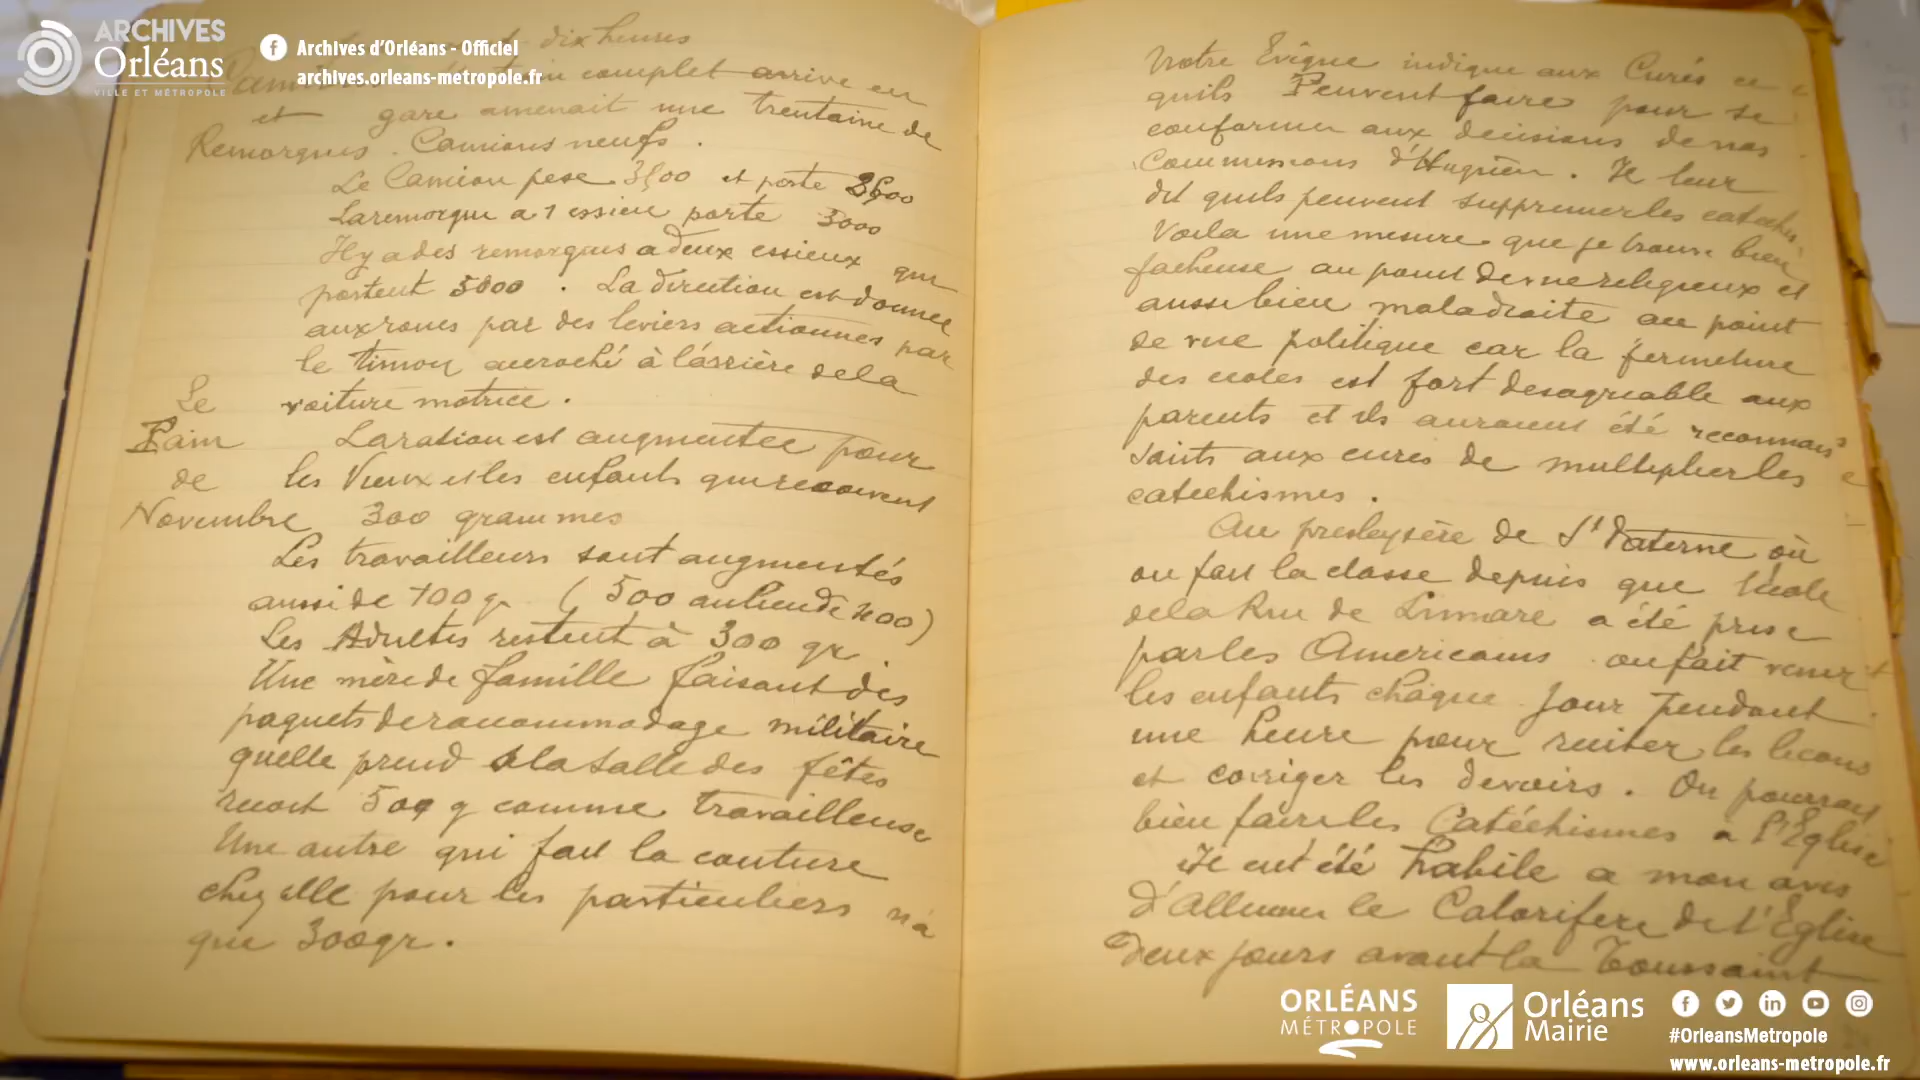 ARCHIVES
Orléans
VILLE ET MÉTROPOLE
Archives d'Orléans - Officiel
archives.orleans-metropole.fr
dix heures
complet arrive en
et gare amenait une trentaine de
Remorques. Camions neufs.
Le Camion pese 3500 et porte 3500
La remorque a 1 essieu porte 3000
Il y a des remorques a deux essieux qui
portent 5000. La direction est donnee
aux roues par des leviers actionnes par
le timon accroché à l'arrière de la
voiture motrice.
Le
Pain
de
Novembre
La ration est augmentee pour
les Vieux et les enfants qui recoivent
300 grammes
Les travailleurs sont augmentés
aussi de 100 g. (500 au lieu de 400)
Les Adultes restent à 300 gr.
Une mère de famille faisant des
paquets de raccommodage militaire
quelle prend a la salle des fêtes
recoit 500 g comme travailleuse
Une autre qui fait la couture
chez elle pour les particuliers n'a
que 300 gr.
Notre Evêque indique aux Curés ce
quils Peuvent faire pour se
conformer aux decisions de nos
Commissions d'Hygiène. Il leur
dit quils peuvent supprimer les catechis.
Voila une mesure que je trouve bien
facheuse au point de vue religieux et
aussi bien maladroite au point
de vue politique car la fermeture
des ecoles est fort desagreable aux
parents et ils auraient été reconnais
sants aux cures de multiplier les
catechismes.
Au presbytère de St Paterne où
on fait la classe depuis que l'école
de la Rue de Limare a été prise
par les Americains on fait venir
les enfants chaque jour pendant
une heure pour reciter les lecons
et corriger les devoirs. On pourrait
bien faire les Catéchismes a l'Eglise
Il eut été habile a mon avis
d'Allumer le Calorifere de l'Eglise
deux jours avant la Toussaint
ORLÉANS
MÉTROPOLE
Orléans
Mairie
#OrleansMetropole
www.orleans-metropole.fr